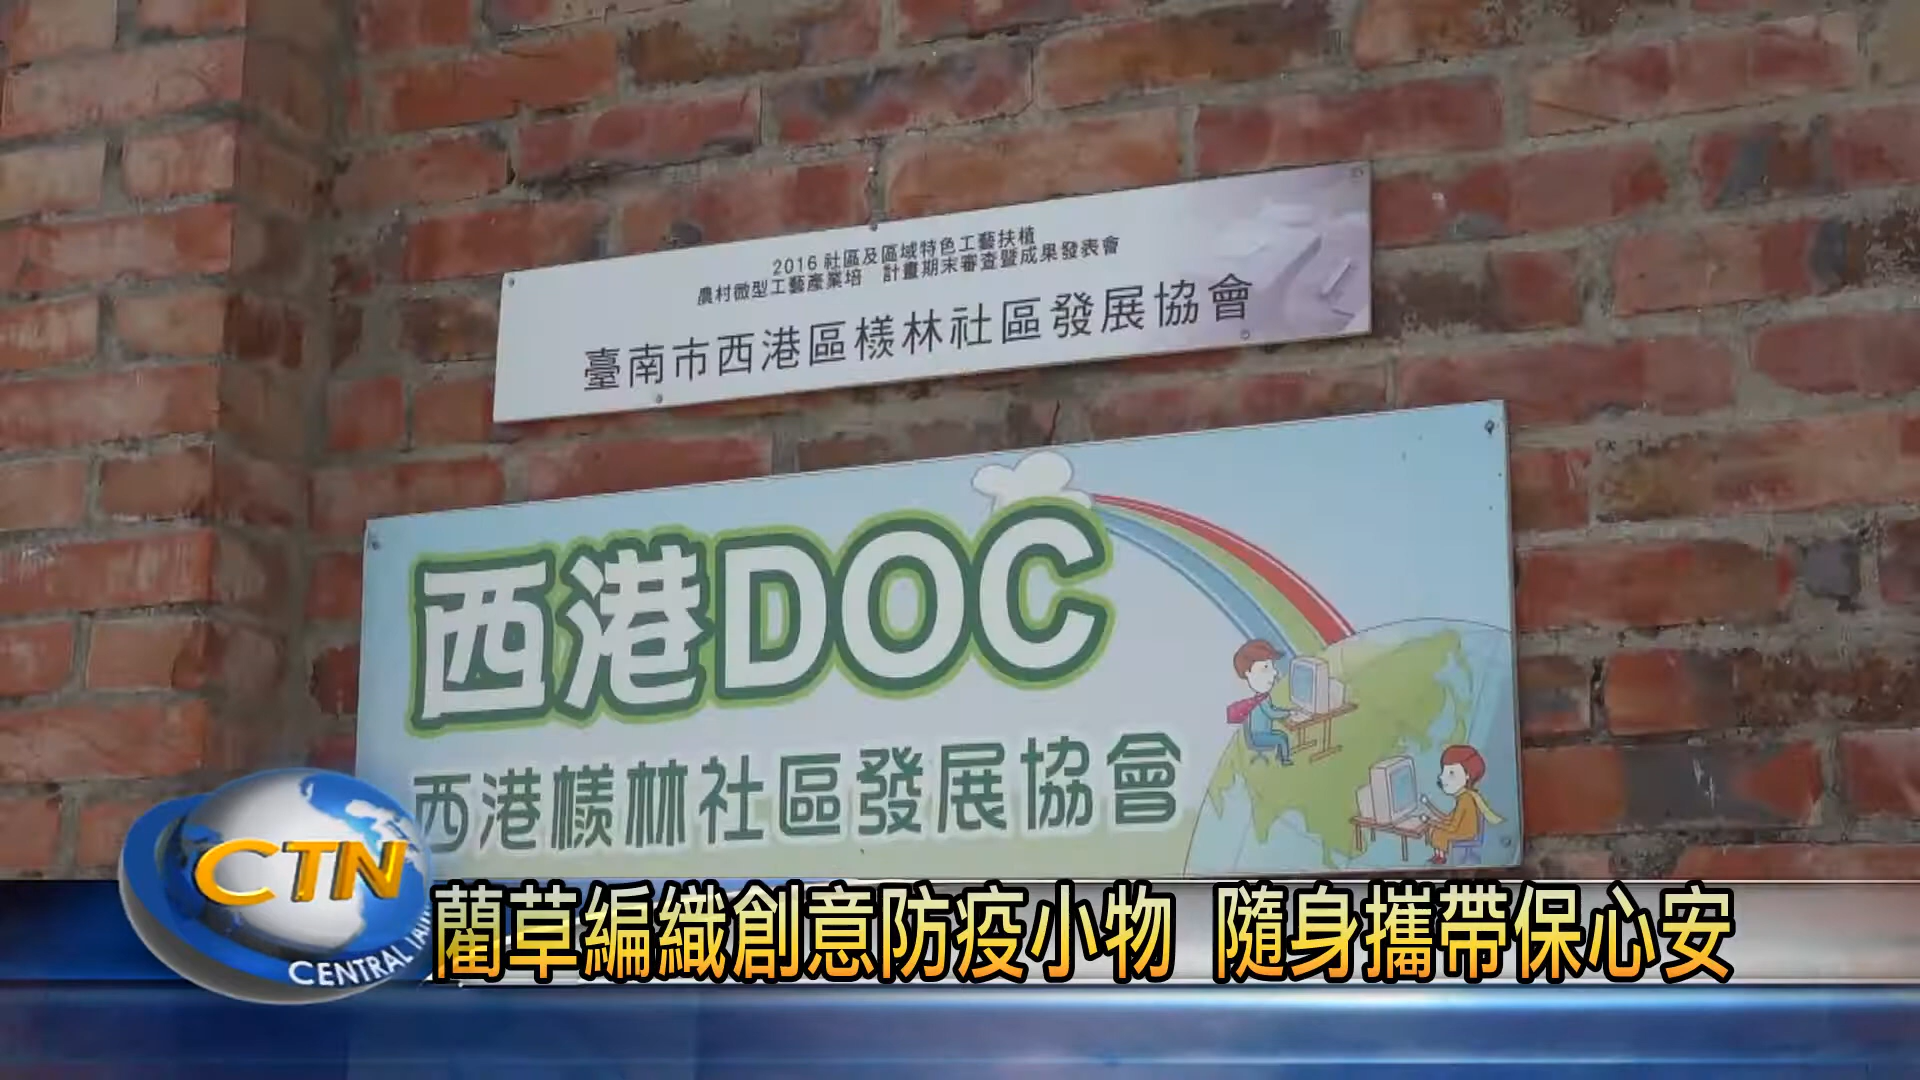 2016 社區及區域特色工藝扶植
農村微型工藝產業培 計畫期末審查暨成果發表會
臺南市西港區檨林社區發展協會
西港DOC
西港檨林社區發展協會
CTN
CENTRAL TAI
藺草編織創意防疫小物 隨身攜帶保心安